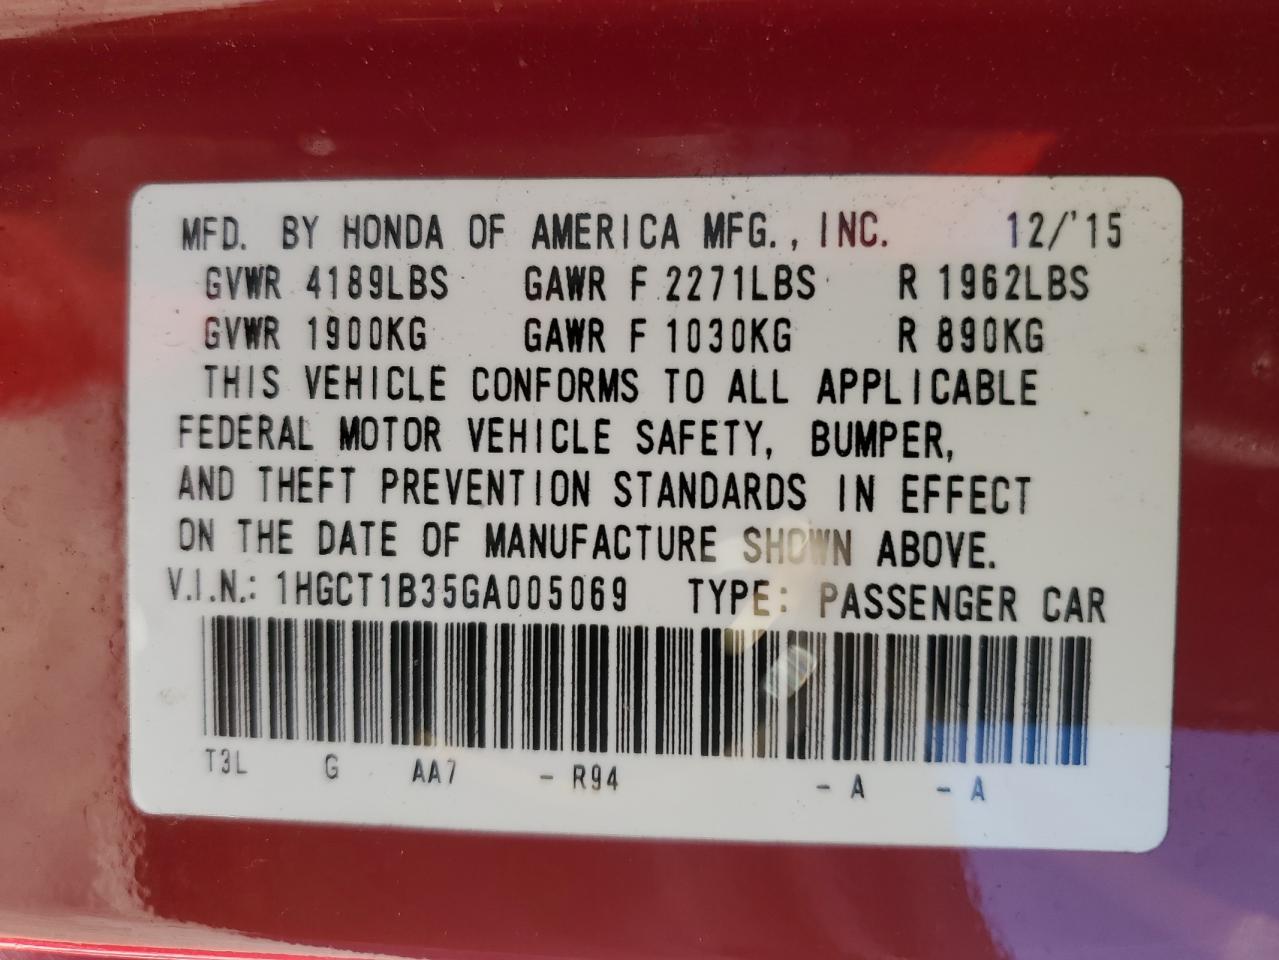 MFD. BY HONDA OF AMERICA MFG., INC. 12/'15
GVWR 4189LBS GAWR F 2271LBS R 1962LBS
GVWR 1900KG GAWR F 1030KG R 890KG
THIS VEHICLE CONFORMS TO ALL APPLICABLE
FEDERAL MOTOR VEHICLE SAFETY, BUMPER,
AND THEFT PREVENTION STANDARDS IN EFFECT
ON THE DATE OF MANUFACTURE SHOWN ABOVE.
V.I.N.: 1HGCT1B35GA005069 TYPE: PASSENGER CAR
T3L G AA7 - R94 - A - A